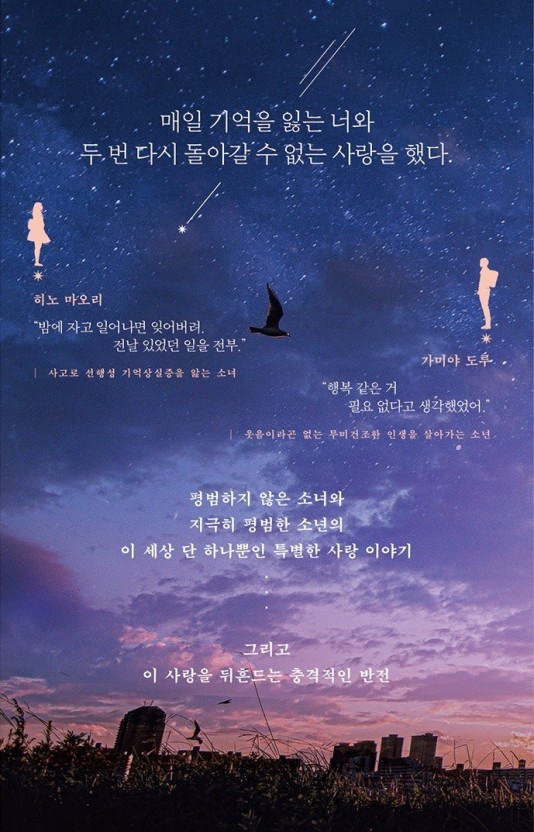 매일 기억을 잃는 너와
두 번 다시 돌아갈 수 없는 사랑을 했다.
히노 마오리
“밤에 자고 일어나면 잊어버려.
전날 있었던 일을 전부.”
| 사고로 선행성 기억상실증을 앓는 소녀
가미야 도루
“행복 같은 거
필요 없다고 생각했었어.”
| 웃음이라곤 없는 무미건조한 인생을 살아가는 소년
평범하지 않은 소녀와
지극히 평범한 소년의
이 세상 단 하나뿐인 특별한 사랑 이야기
그리고
이 사랑을 뒤흔드는 충격적인 반전